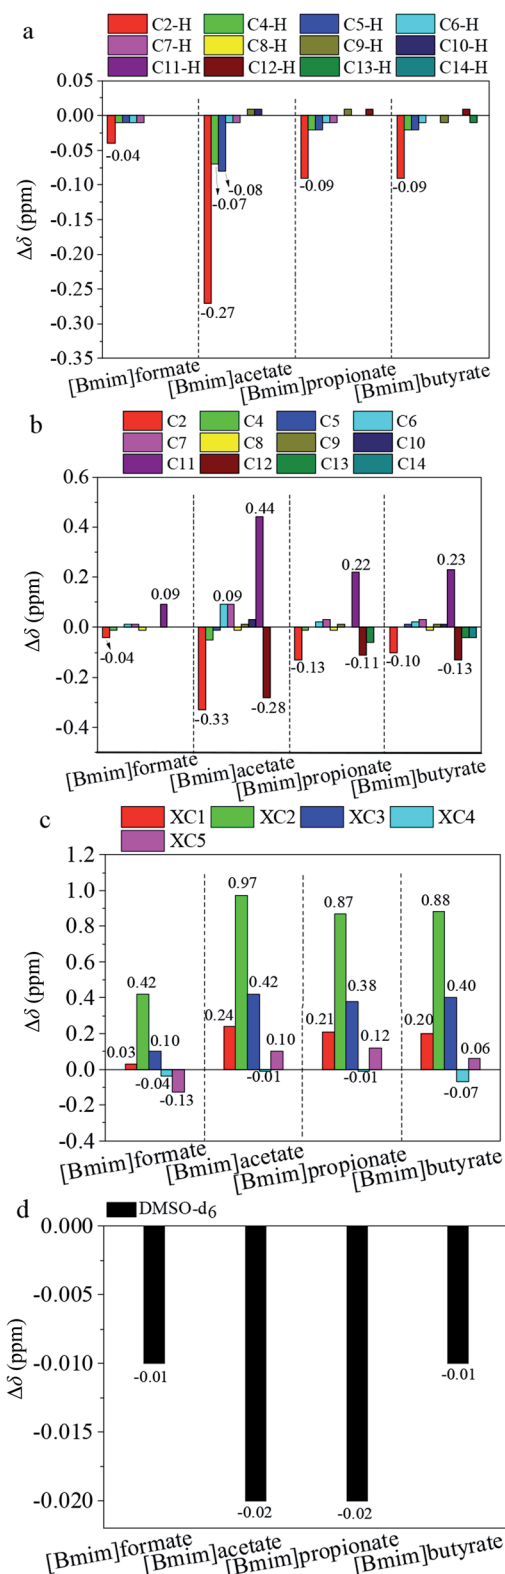 a
C2-H C4-H C5-H C6-H
C7-H C8-H C9-H C10-H
C11-H C12-H C13-H C14-H
0.05
0.00
-0.05
-0.10
-0.15
-0.20
-0.25
-0.30
-0.35
Δδ (ppm)
-0.04
-0.27
-0.07
-0.08
-0.09
-0.09
[Bmim]formate
[Bmim]acetate
[Bmim]propionate
[Bmim]butyrate
b
C2 C4 C5 C6
C7 C8 C9 C10
C11 C12 C13 C14
0.6
0.4
0.2
0.0
-0.2
-0.4
Δδ (ppm)
-0.04
0.09
-0.33
0.09
0.44
-0.28
-0.13
0.22
-0.11
-0.10
0.23
-0.13
[Bmim]formate
[Bmim]acetate
[Bmim]propionate
[Bmim]butyrate
c
XC1 XC2 XC3 XC4
XC5
1.2
1.0
0.8
0.6
0.4
0.2
0.0
-0.2
-0.4
Δδ (ppm)
0.03
0.42
0.10
-0.04
-0.13
0.24
0.97
0.42
-0.01
0.10
0.21
0.87
0.38
-0.01
0.12
0.20
0.88
0.40
-0.07
0.06
[Bmim]formate
[Bmim]acetate
[Bmim]propionate
[Bmim]butyrate
d
DMSO-d6
0.000
-0.005
-0.010
-0.015
-0.020
Δδ (ppm)
-0.01
-0.02
-0.02
-0.01
[Bmim]formate
[Bmim]acetate
[Bmim]propionate
[Bmim]butyrate